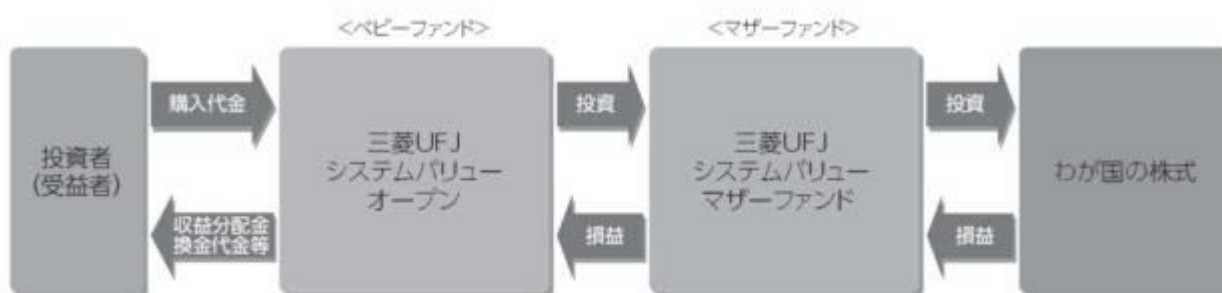 <ベビーファンド>
<マザーファンド>
投資者
(受益者)
購入代金
収益分配金
換金代金等
三菱UFJ
システムバリュー
オープン
投資
損益
三菱UFJ
システムバリュー
マザーファンド
投資
損益
わが国の株式